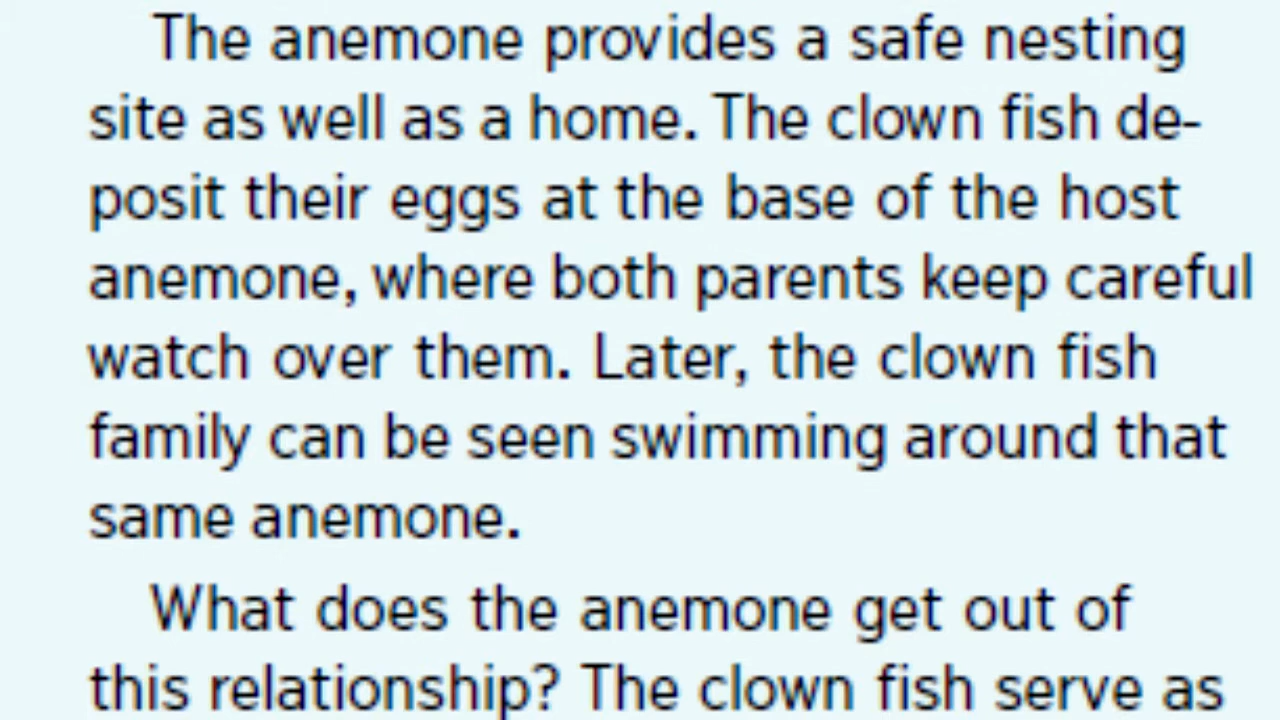 The anemone provides a safe nesting
site as well as a home. The clown fish de-
posit their eggs at the base of the host
anemone, where both parents keep careful
watch over them. Later, the clown fish
family can be seen swimming around that
same anemone.
What does the anemone get out of
this relationship? The clown fish serve as